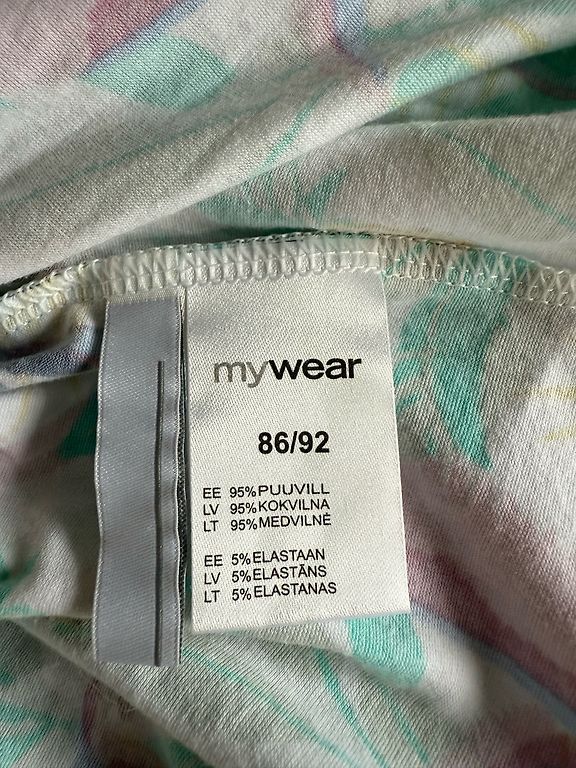 mywear
86/92
EE 95%PUUVILL
LV 95%KOKVILNA
LT 95%MEDVILNĖ
EE 5%ELASTAAN
LV 5%ELASTĀNS
LT 5%ELASTANAS